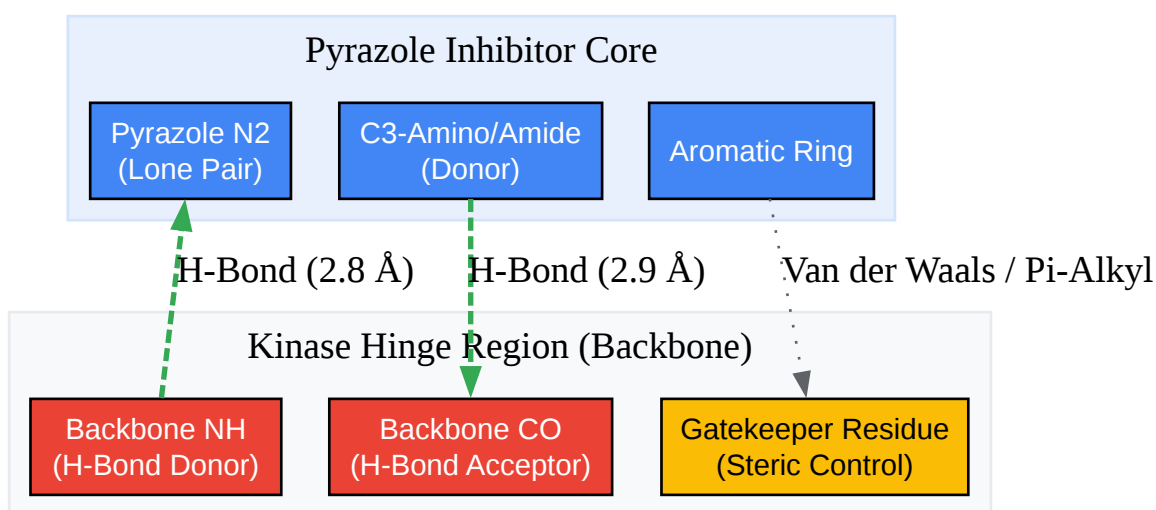 Pyrazole Inhibitor Core
Pyrazole N2
(Lone Pair)
C3-Amino/Amide
(Donor)
Aromatic Ring
H-Bond (2.8 Å)
H-Bond (2.9 Å)
Van der Waals / Pi-Alkyl
Kinase Hinge Region (Backbone)
Backbone NH
(H-Bond Donor)
Backbone CO
(H-Bond Acceptor)
Gatekeeper Residue
(Steric Control)